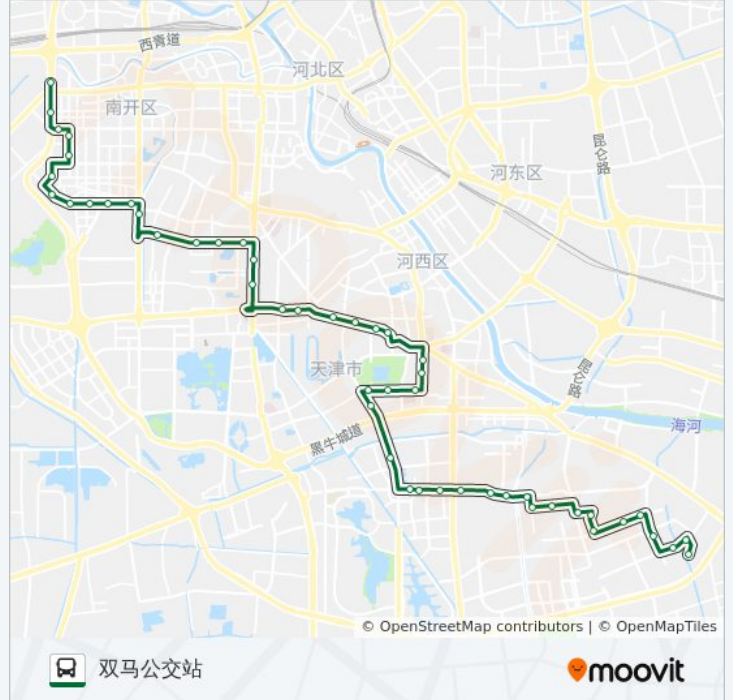 西青道
河北区
南开区
昆仑路
河东区
河西区
天津市
昆仑路
海河
黑牛城道
© OpenStreetMap contributors | © OpenMapTiles
双马公交站
moovit